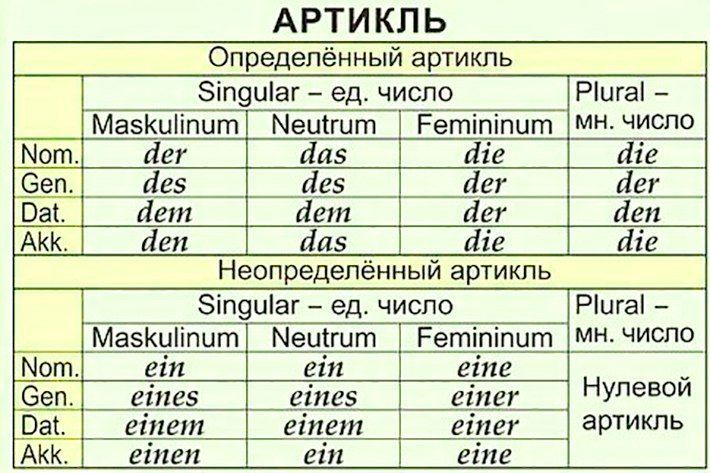 АРТИКЛЬ
Определённый артикль
Singular – ед. число Plural –
Maskulinum Neutrum Femininum мн. число
Nom. der das die die
Gen. des des der der
Dat. dem dem der den
Akk. den das die die
Неопределённый артикль
Singular – ед. число Plural –
Maskulinum Neutrum Femininum мн. число
Nom. ein ein eine
Gen. eines eines einer Нулевой
Dat. einem einem einer артикль
Akk. einen ein eine